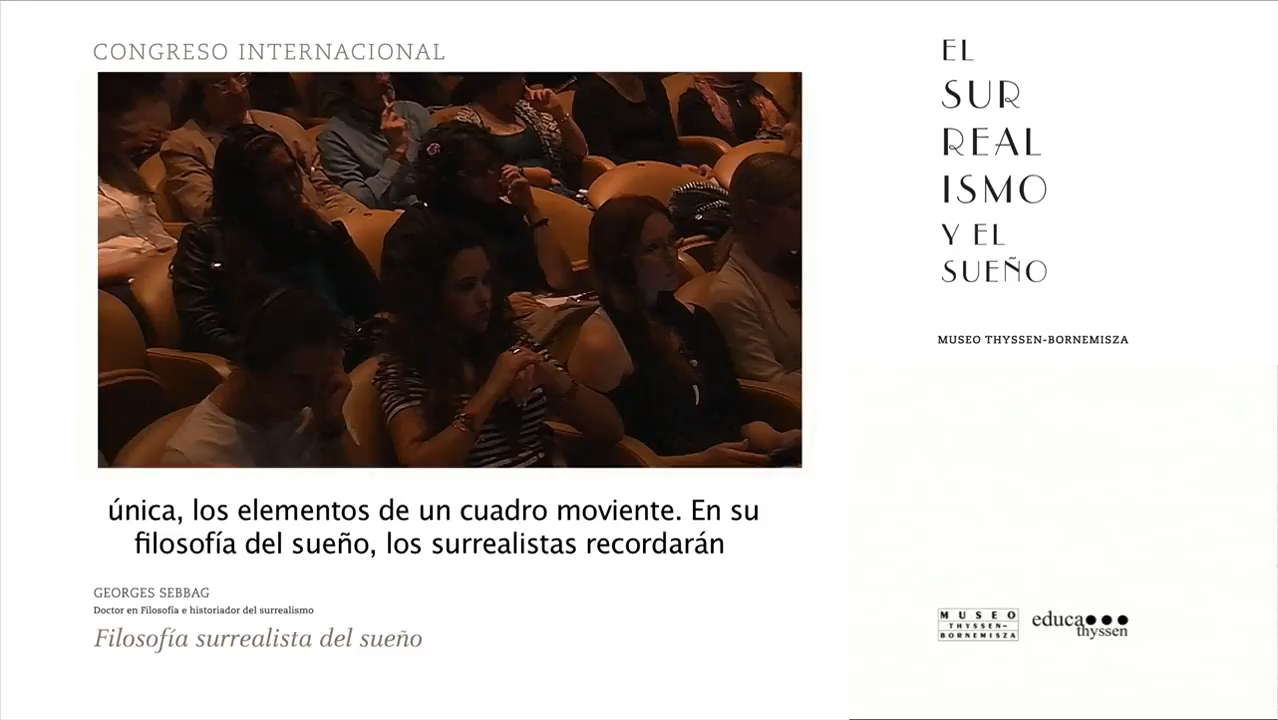 CONGRESO INTERNACIONAL
EL
SUR
REAL
ISMO
Y EL
SUEÑO
MUSEO THYSSEN-BORNEMISZA
única, los elementos de un cuadro moviente. En su
filosofía del sueño, los surrealistas recordarán
GEORGES SEBBAG
Doctor en Filosofía e historiador del surrealismo
Filosofía surrealista del sueño
MUSEO
THYSSEN-
BORNEMISZA
educa
thyssen